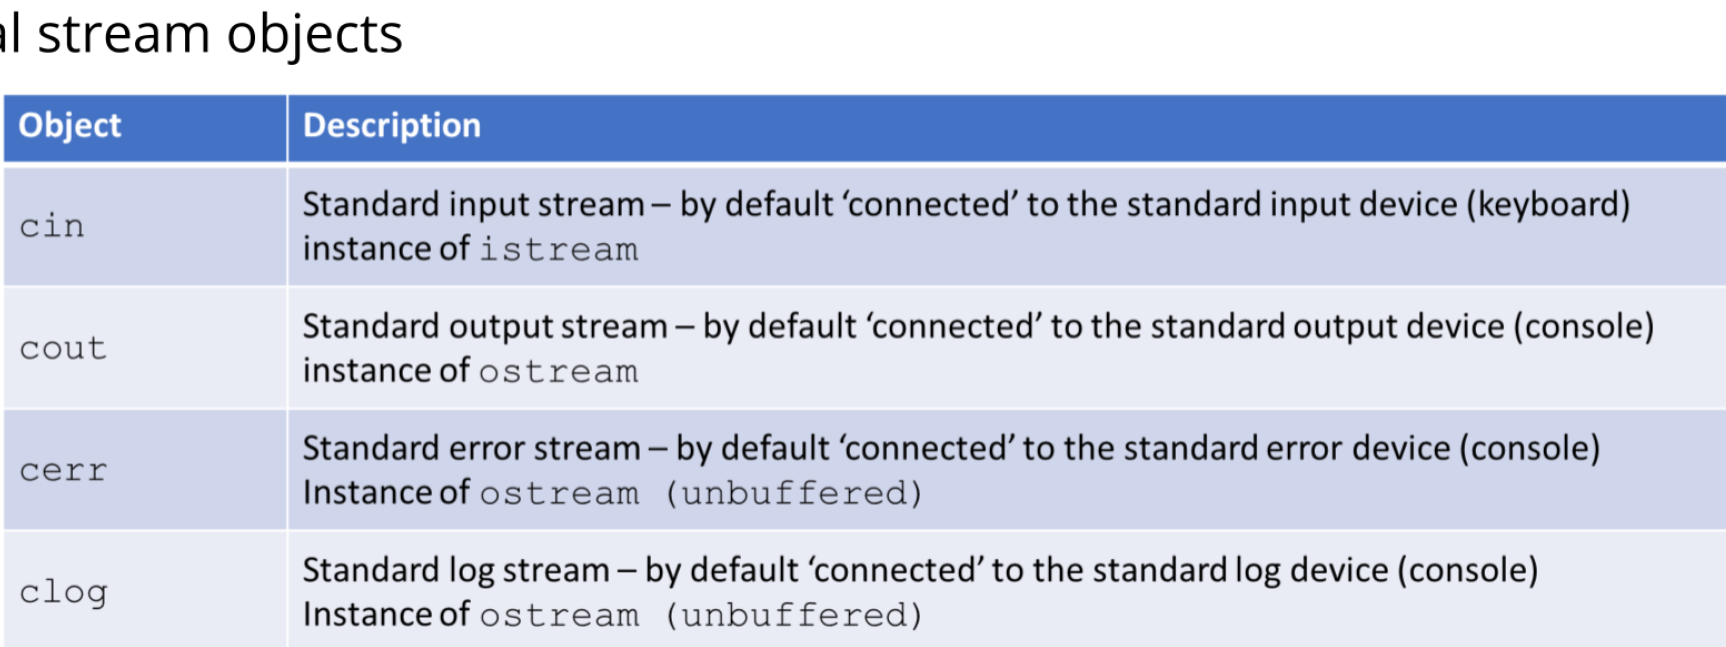 al stream objects
Object Description
cin
Standard input stream – by default ‘connected’ to the standard input device (keyboard)
instance of istream
cout
Standard output stream – by default ‘connected’ to the standard output device (console)
instance of ostream
cerr
Standard error stream – by default ‘connected’ to the standard error device (console)
Instance of ostream (unbuffered)
clog
Standard log stream – by default ‘connected’ to the standard log device (console)
Instance of ostream (unbuffered)